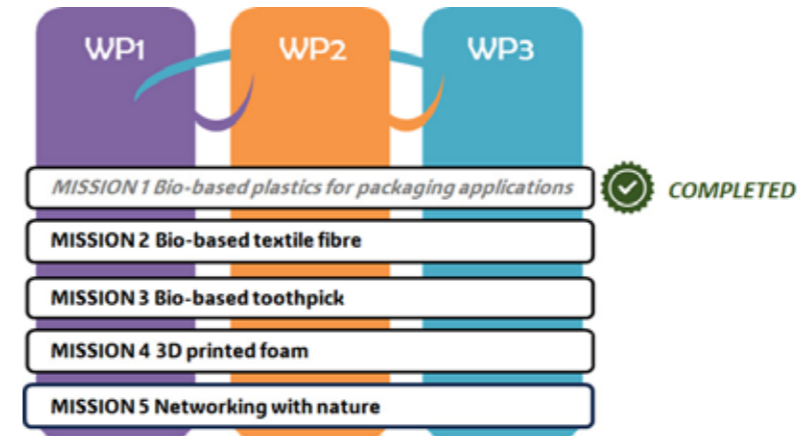 WP1
WP2
WP3
MISSION 1 Bio-based plastics for packaging applications
COMPLETED
MISSION 2 Bio-based textile fibre
MISSION 3 Bio-based toothpick
MISSION 4 3D printed foam
MISSION 5 Networking with nature